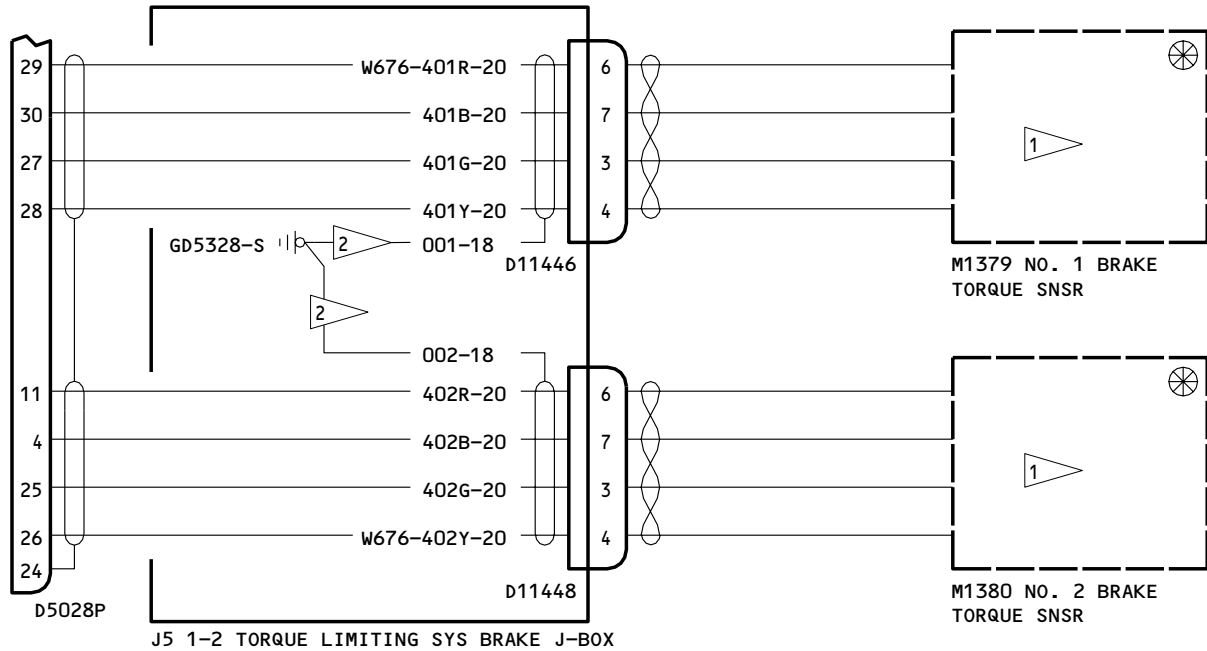 29 W676-401R-20 6
30 401B-20 7
27 401G-20 3
1
28 401Y-20 4
GD5328-S 2 001-18
D11446
M1379 NO. 1 BRAKE
TORQUE SNSR
2
002-18
11 402R-20 6
4 402B-20 7
1
25 402G-20 3
26 W676-402Y-20 4
24
D5028P
D11448
M1380 NO. 2 BRAKE
TORQUE SNSR
J5 1-2 TORQUE LIMITING SYS BRAKE J-BOX